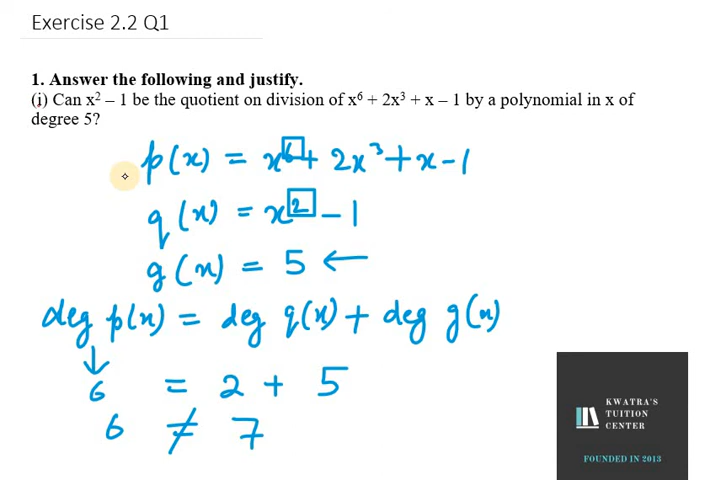 Exercise 2.2 Q1
1. Answer the following and justify.
(i) Can x² – 1 be the quotient on division of x⁶ + 2x³ + x – 1 by a polynomial in x of
degree 5?
p(x) = x⁶ + 2x³ + x - 1
q(x) = x² - 1
g(x) = 5 ←
deg p(x) = deg q(x) + deg g(x)
↓
6 = 2 + 5
6 ≠ 7
KWATRA'S
TUITION
CENTER
FOUNDED IN 2013